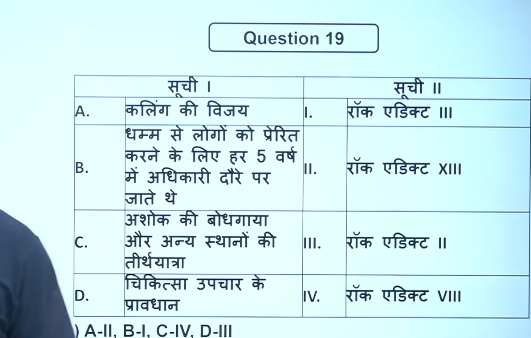 Question 19
सूची I सूची II
A. कलिंग की विजय I. रॉक एडिक्ट III
धम्म से लोगों को प्रेरित
करने के लिए हर 5 वर्ष
B. में अधिकारी दौरे पर II. रॉक एडिक्ट XIII
जाते थे
अशोक की बोधगाया
C. और अन्य स्थानों की III. रॉक एडिक्ट II
तीर्थयात्रा
चिकित्सा उपचार के
D. प्रावधान IV. रॉक एडिक्ट VIII
) A-II, B-I, C-IV, D-III